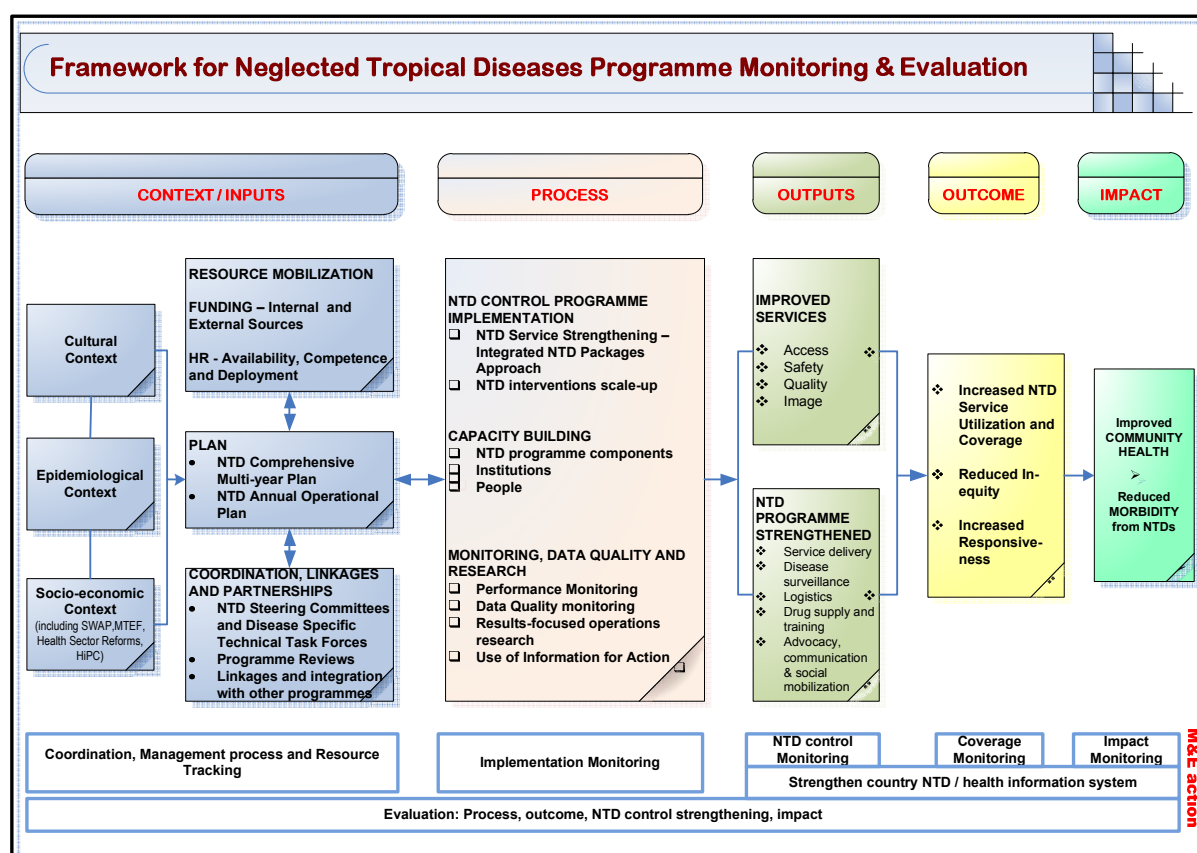 Framework for Neglected Tropical Diseases Programme Monitoring & Evaluation
CONTEXT / INPUTS
PROCESS
OUTPUTS
OUTCOME
IMPACT
Cultural
Context
Epidemiological
Context
Socio-economic
Context
(including SWAP,MTEF,
Health Sector Reforms,
HiPC)
RESOURCE MOBILIZATION
FUNDING – Internal and
External Sources
HR - Availability, Competence
and Deployment
PLAN
• NTD Comprehensive
Multi-year Plan
• NTD Annual Operational
Plan
COORDINATION, LINKAGES
AND PARTNERSHIPS
• NTD Steering Committees
and Disease Specific
Technical Task Forces
• Programme Reviews
• Linkages and integration
with other programmes
NTD CONTROL PROGRAMME
IMPLEMENTATION
❑ NTD Service Strengthening –
Integrated NTD Packages
Approach
❑ NTD interventions scale-up
CAPACITY BUILDING
❑ NTD programme components
❑ Institutions
❑ People
MONITORING, DATA QUALITY AND
RESEARCH
❑ Performance Monitoring
❑ Data Quality monitoring
❑ Results-focused operations
research
❑ Use of Information for Action
IMPROVED
SERVICES
❖ Access
❖ Safety
❖ Quality
❖ Image
NTD
PROGRAMME
STRENGTHENED
❖ Service delivery
❖ Disease
surveillance
❖ Logistics
❖ Drug supply and
training
❖ Advocacy,
communication
& social
mobilization
❖ Increased NTD
Service
Utilization and
Coverage
❖ Reduced In-
equity
❖ Increased
Responsive-
ness
Improved
COMMUNITY
HEALTH
➢
Reduced
MORBIDITY
from NTDs
Coordination, Management process and Resource
Tracking
Implementation Monitoring
NTD control
Monitoring
Coverage
Monitoring
Impact
Monitoring
Strengthen country NTD / health information system
Evaluation: Process, outcome, NTD control strengthening, impact
M&E action